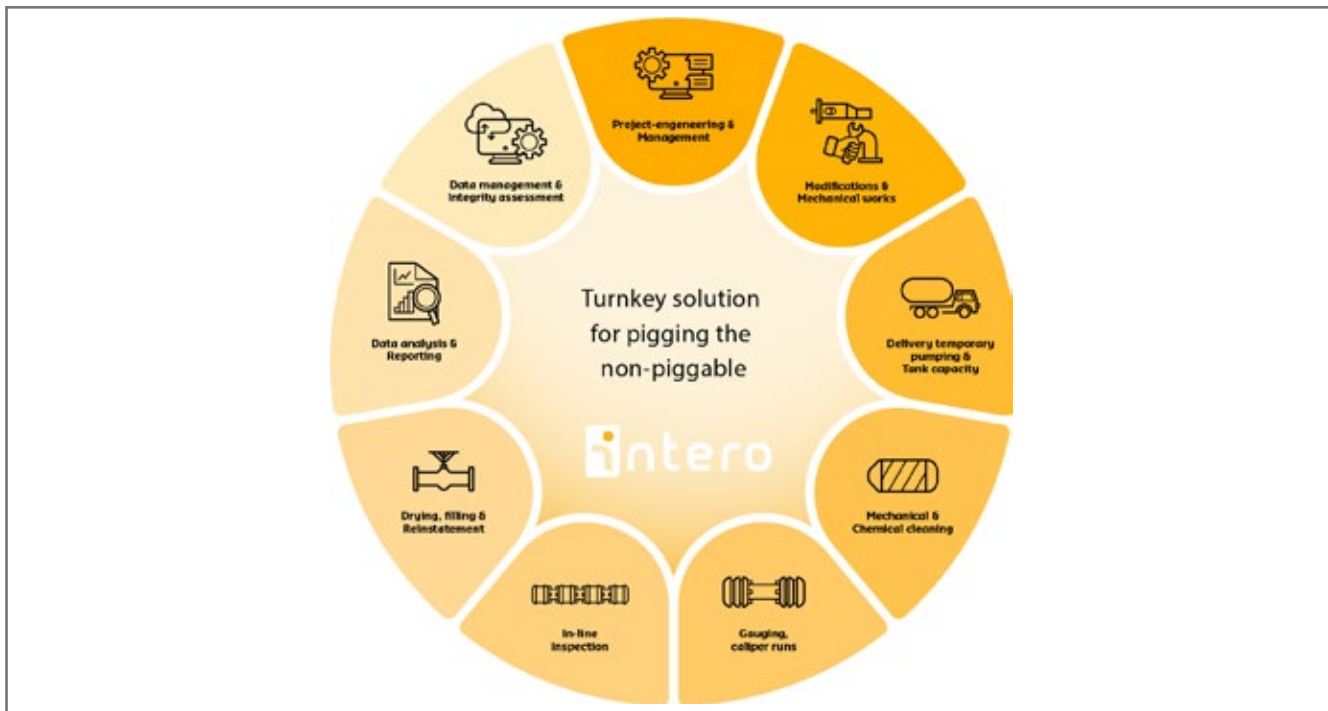 Project-engeneering &
Management
Modifications &
Mechanical works
Delivery temporary
pumping &
Tank capacity
Mechanical &
Chemical cleaning
Gauging,
caliper runs
In-line
inspection
Drying, filling &
Reinstatement
Data analysis &
Reporting
Data management &
Integrity assessment
Turnkey solution
for pigging the
non-piggable
intero